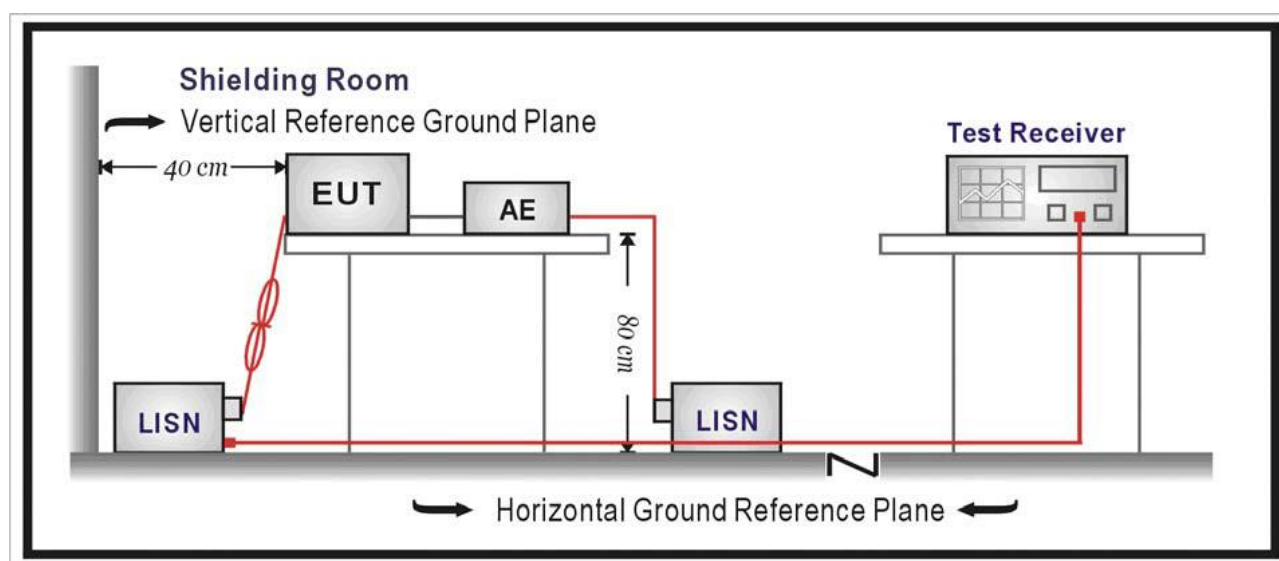 Shielding Room
Vertical Reference Ground Plane
Test Receiver
40 cm
EUT
AE
80 cm
LISN
LISN
Horizontal Ground Reference Plane